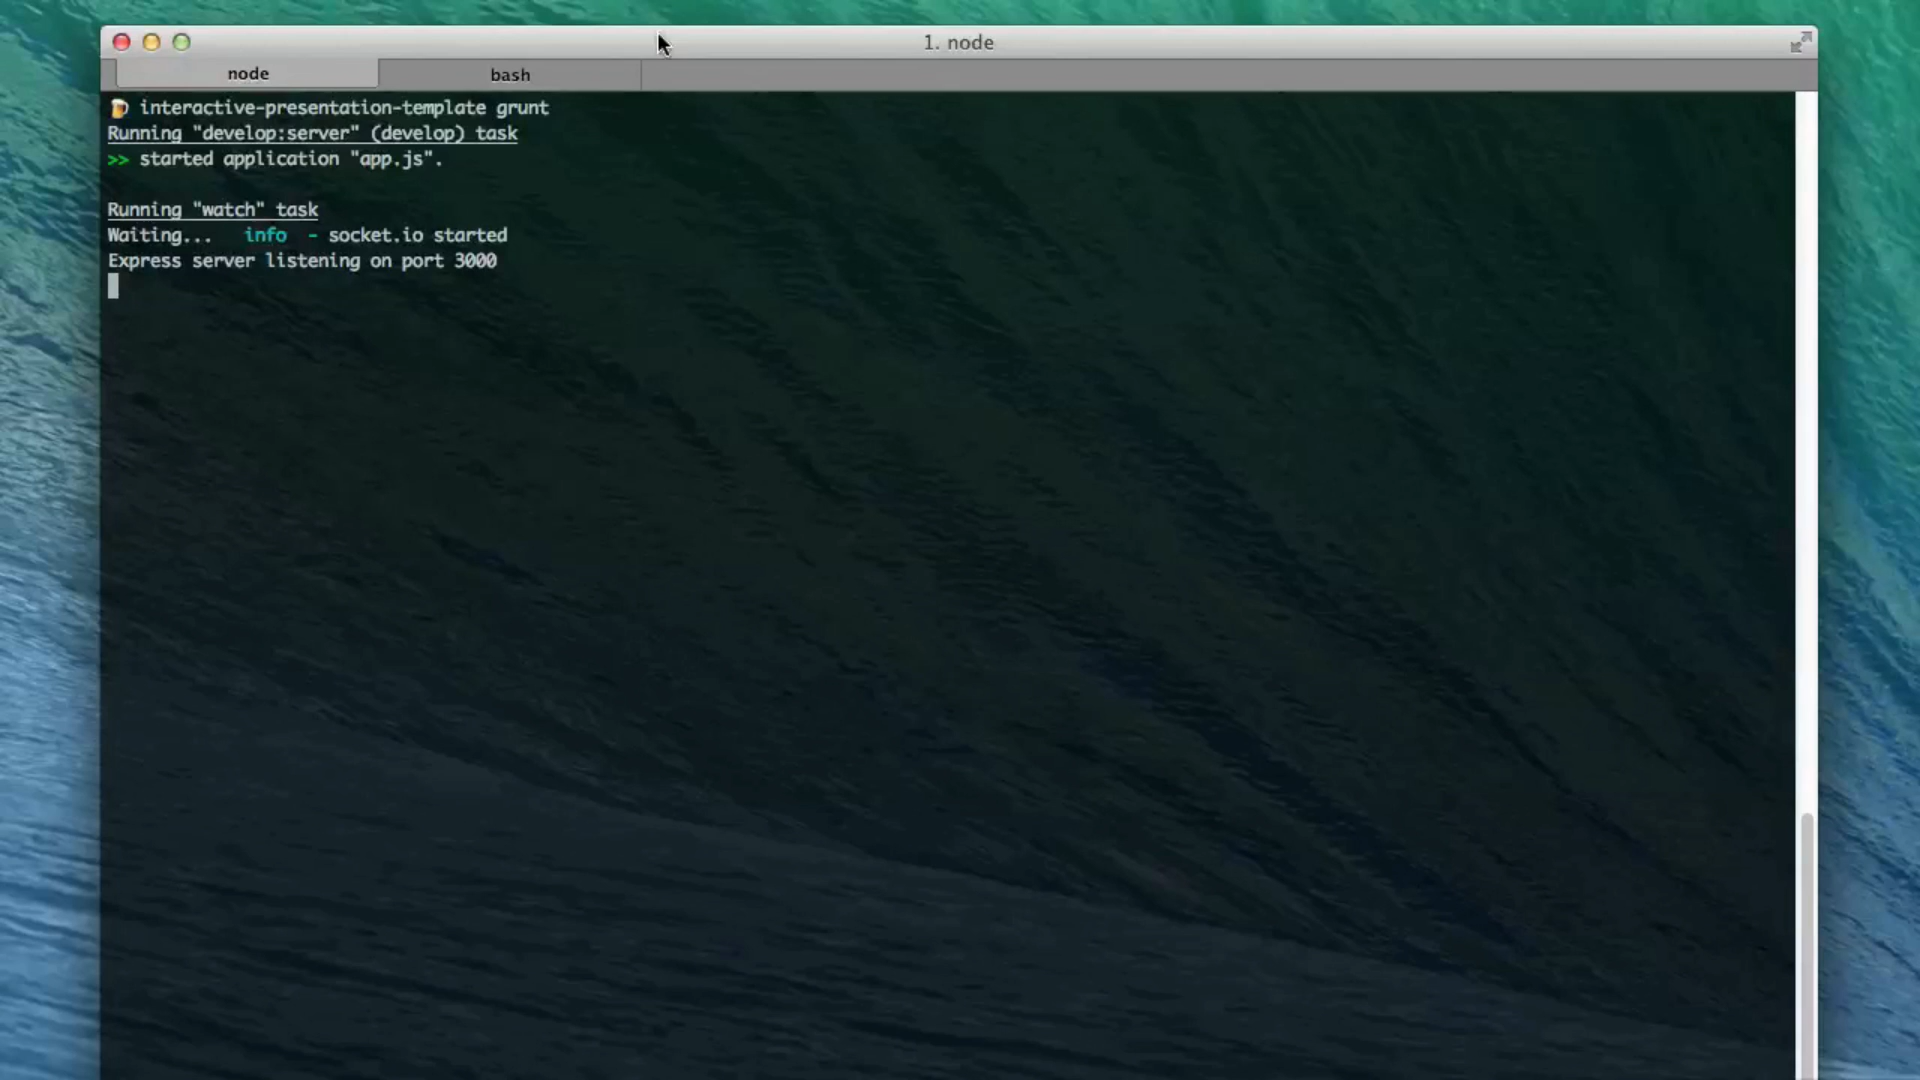 1. node
node
bash
interactive-presentation-template grunt
Running "develop:server" (develop) task
>> started application "app.js".
Running "watch" task
Waiting...   info  - socket.io started
Express server listening on port 3000